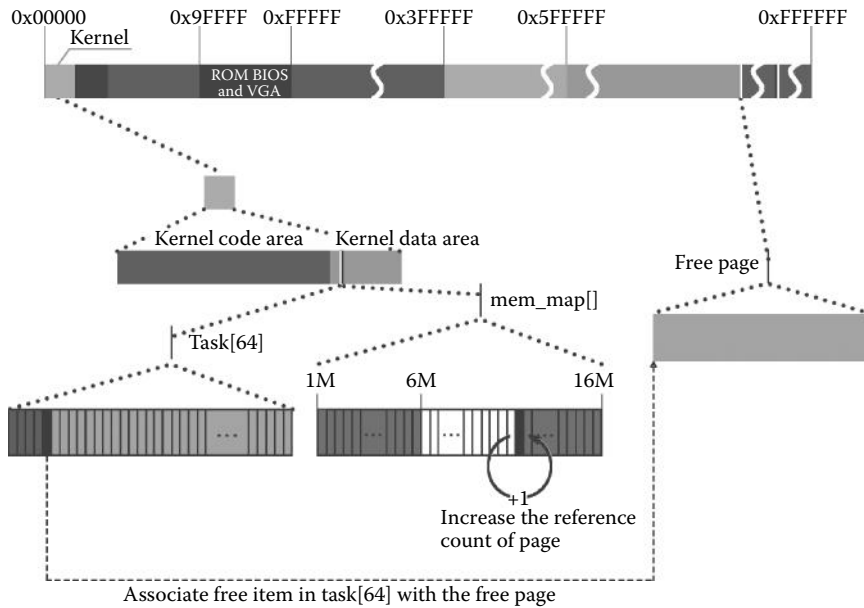 0x00000 0x9FFFF 0xFFFFF 0x3FFFFF 0x5FFFFF 0xFFFFFF
Kernel
ROM BIOS
and VGA
Kernel code area Kernel data area
Free page
mem_map[]
Task[64]
1M 6M 16M
...
...
...
...
+1
Increase the reference
count of page
Associate free item in task[64] with the free page